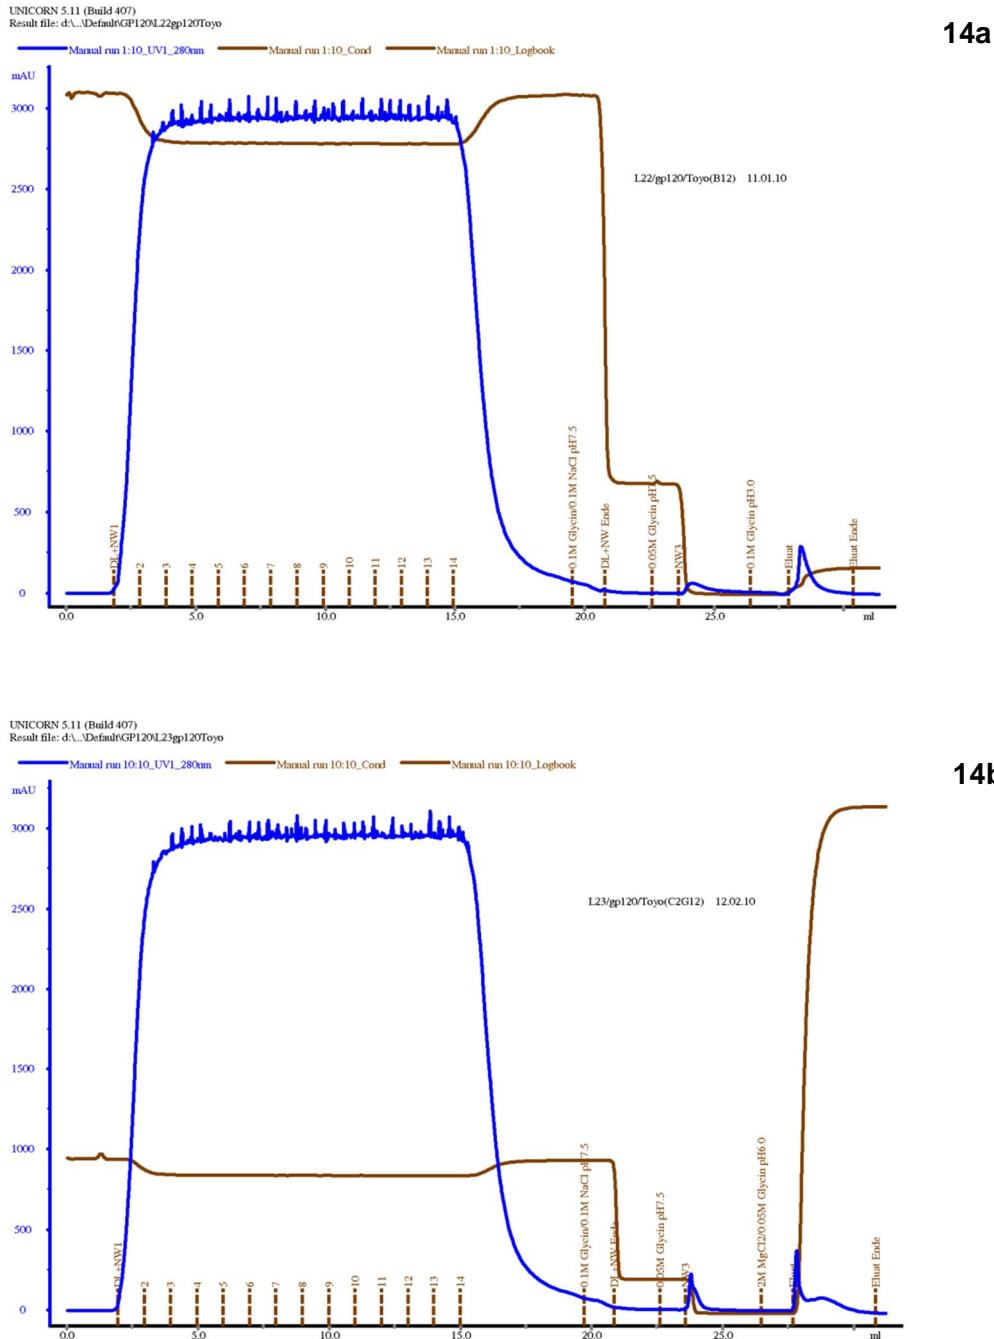 UNICORN 5.11 (Build 407)
Result file: d:\...\Default\GP120\L22gp120Toyo
14a
Manual run 1:10_UV1_280nm Manual run 1:10_Cond Manual run 1:10_Logbook
mAU
3000
2500
2000
1500
1000
500
0
L22/gp120/Toyo(B12) 11.01.10
DL+NW1
2
3
4
5
6
7
8
9
10
11
12
13
14
0.1M Glycin/0.1M NaCl pH7.5
DL+NW Ende
0.05M Glycin pH7.5
NW3
0.1M Glycin pH3.0
Eluat
Eluat Ende
0.0 5.0 10.0 15.0 20.0 25.0 ml
UNICORN 5.11 (Build 407)
Result file: d:\...\Default\GP120\L23gp120Toyo
14b
Manual run 10:10_UV1_280nm Manual run 10:10_Cond Manual run 10:10_Logbook
mAU
3000
2500
2000
1500
1000
500
0
L23/gp120/Toyo(C2G12) 12.02.10
DL+NW1
2
3
4
5
6
7
8
9
10
11
12
13
14
0.1M Glycin/0.1M NaCl pH7.5
DL+NW Ende
0.05M Glycin pH7.5
NW3
2M MgCl2/0.05M Glycin pH6.0
Eluat
Eluat Ende
0.0 5.0 10.0 15.0 20.0 25.0 ml